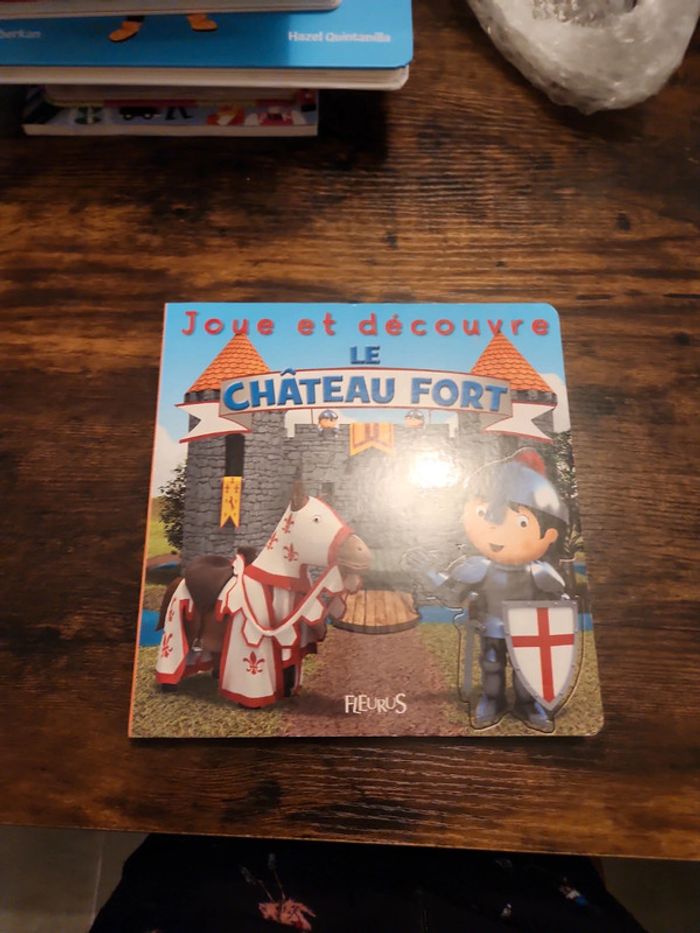 Hazel Quintanilla
Joue et découvre
LE
CHÂTEAU FORT
FLEURUS